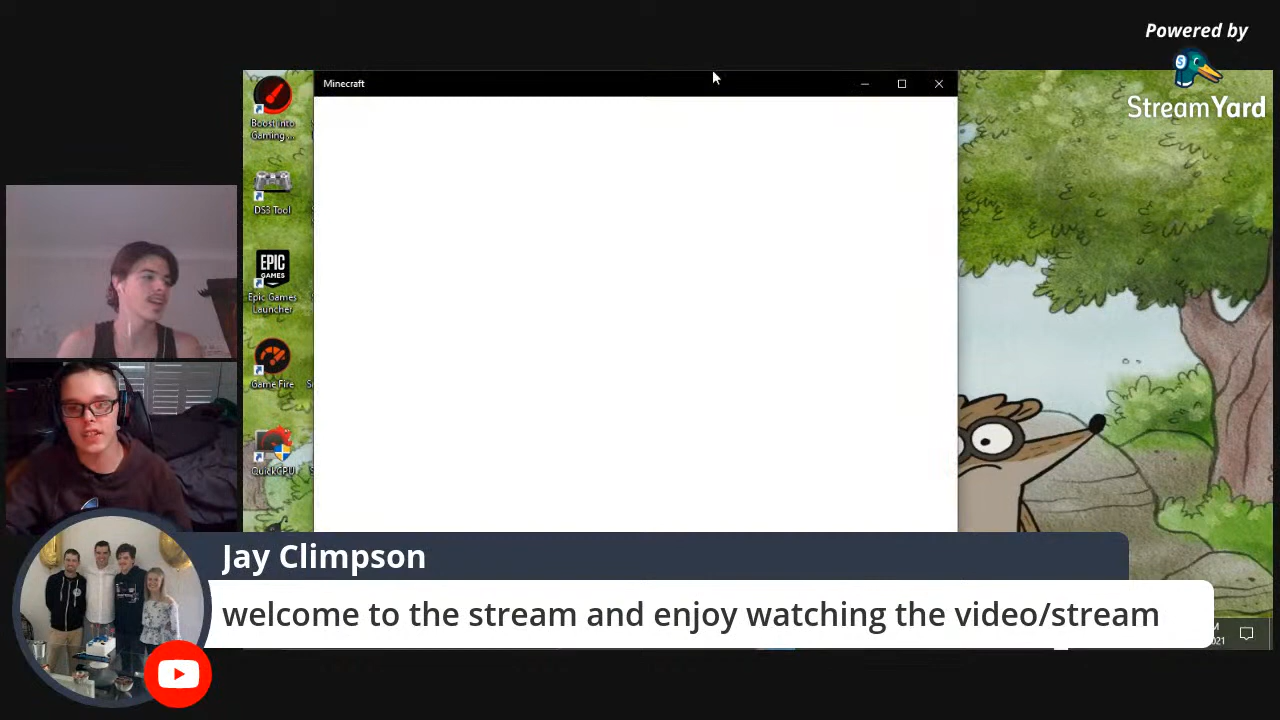 Powered by
StreamYard
Minecraft
Boost into
Gaming ...
DS3 Tool
EPIC
GAMES
Epic Games
Launcher
Game Fire
QuickCPU
Jay Climpson
welcome to the stream and enjoy watching the video/stream